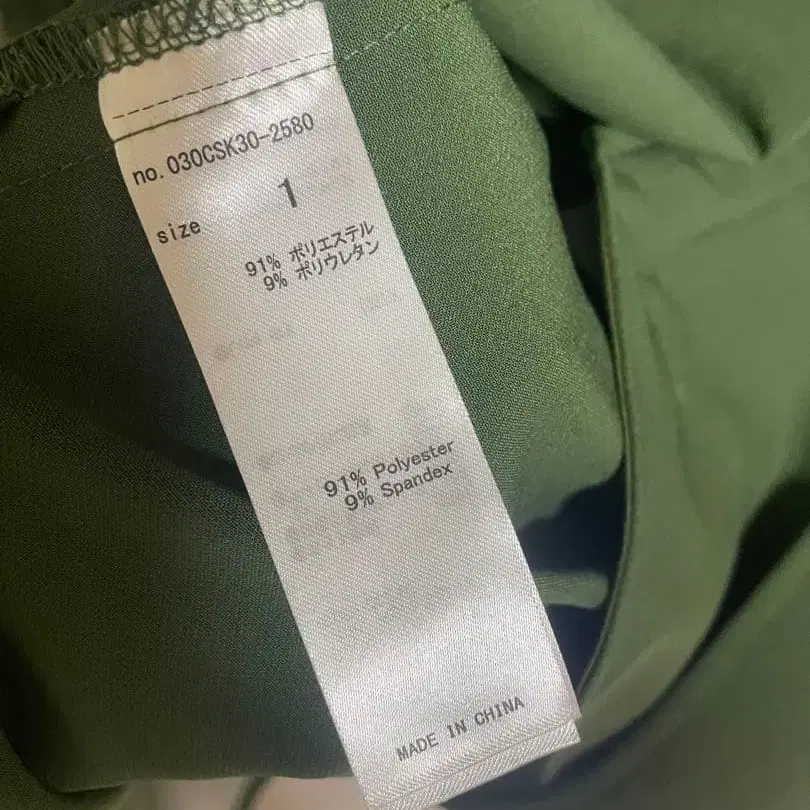 no. 030CSK30-2580
size 1
91% ポリエステル
9% ポリウレタン
91% Polyester
9% Spandex
MADE IN CHINA